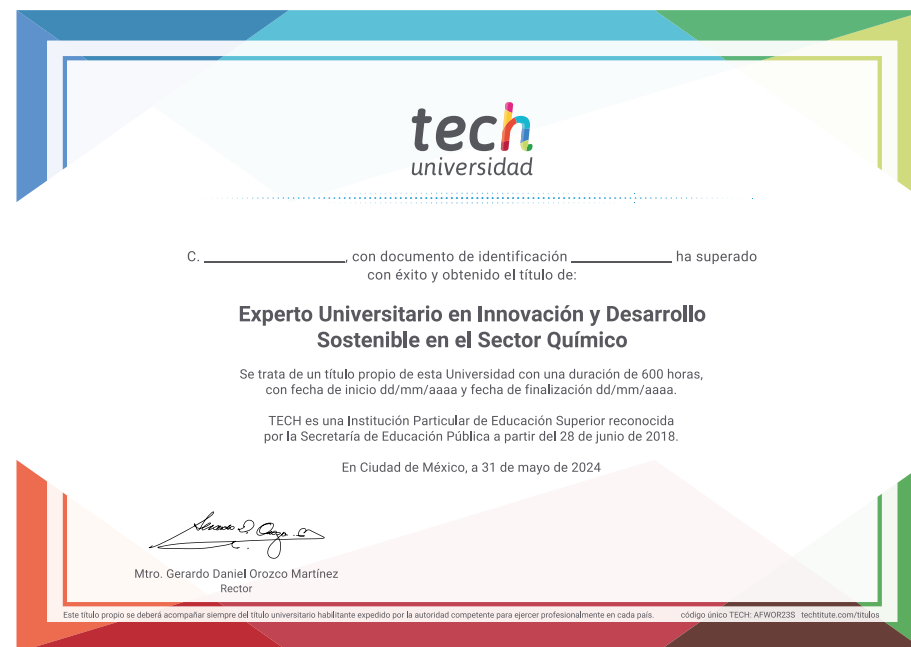 tech
universidad
C. ____________, con documento de identificación ____________ ha superado
con éxito y obtenido el título de:
Experto Universitario en Innovación y Desarrollo
Sostenible en el Sector Químico
Se trata de un título propio de esta Universidad con una duración de 600 horas,
con fecha de inicio dd/mm/aaaa y fecha de finalización dd/mm/aaaa.
TECH es una Institución Particular de Educación Superior reconocida
por la Secretaría de Educación Pública a partir del 28 de junio de 2018.
En Ciudad de México, a 31 de mayo de 2024
Mtro. Gerardo Daniel Orozco Martínez
Rector
Este título propio se deberá acompañar siempre del título universitario habilitante expedido por la autoridad competente para ejercer profesionalmente en cada país. código único TECH: AFWOR23S techtitute.com/titulos